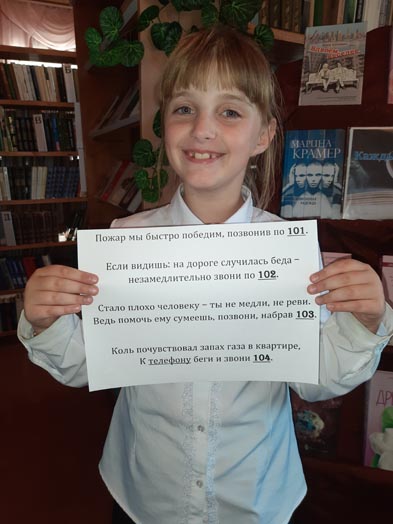 Пожар мы быстро победим, позвонив по 101.
Если видишь: на дороге случилась беда –
незамедлительно звони по 102.
Стало плохо человеку – ты не медли, не реви.
Ведь помочь ему сумеешь, позвони, набрав 103.
Коль почувствовал запах газа в квартире,
К телефону беги и звони 104.
МАРИНА
КРАМЕР